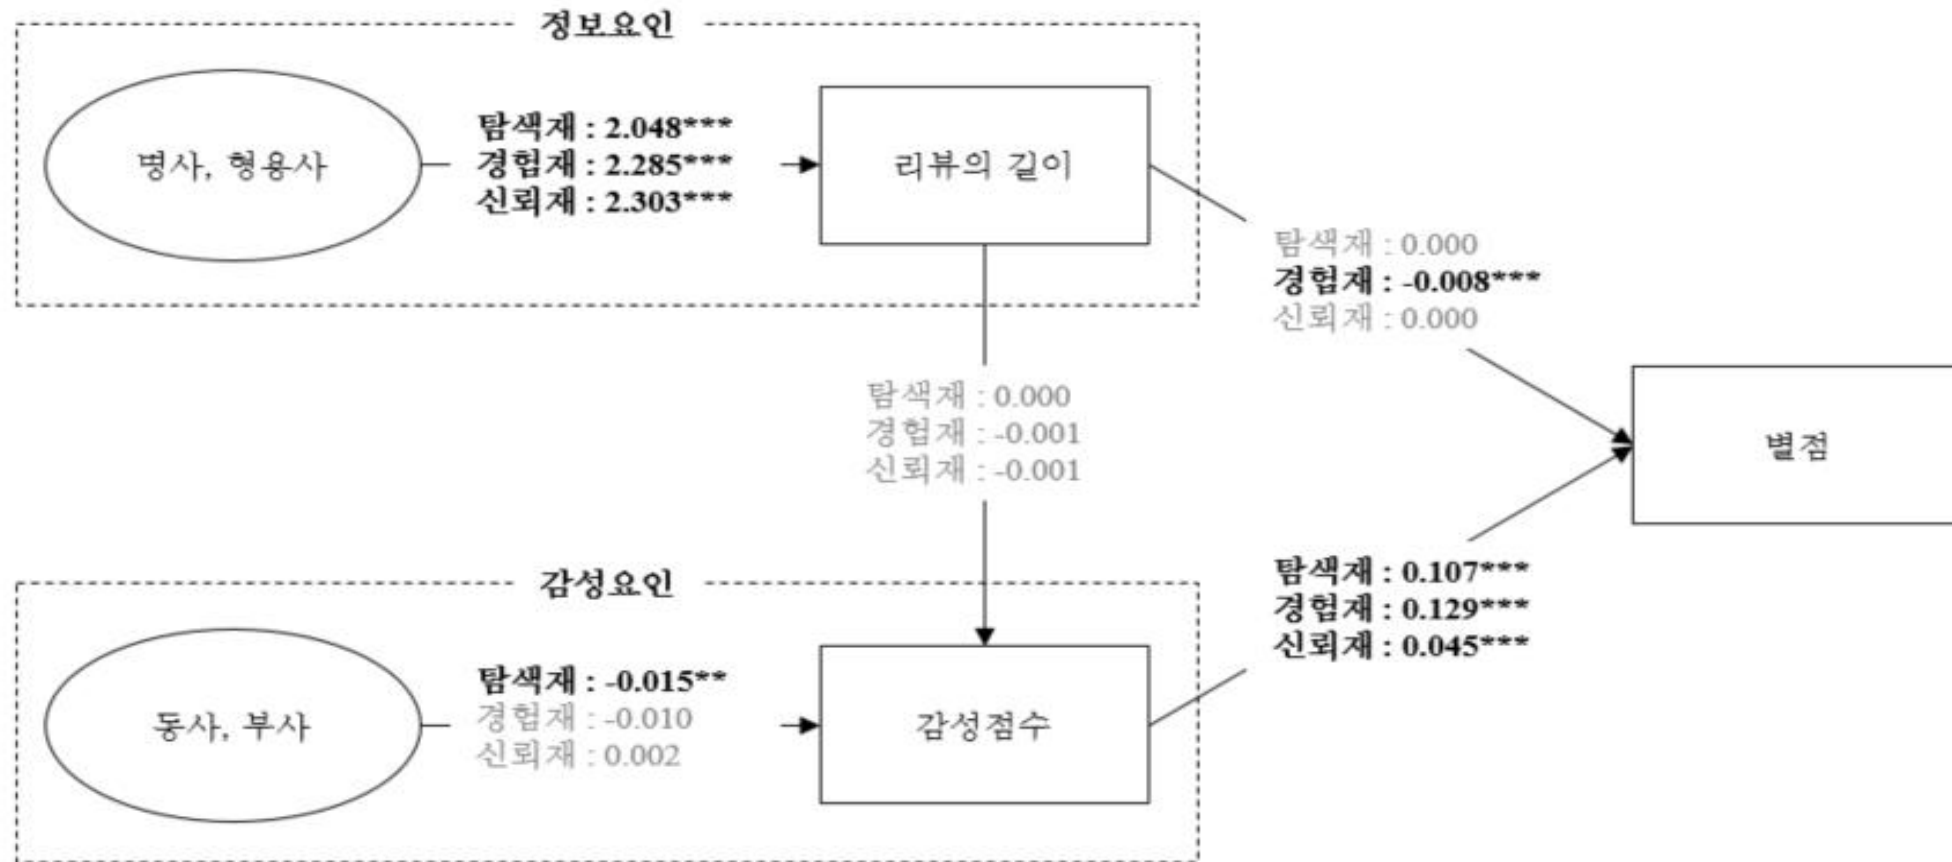 정보요인
명사, 형용사
탐색재 : 2.048***
경험재 : 2.285***
신뢰재 : 2.303***
리뷰의 길이
탐색재 : 0.000
경험재 : -0.008***
신뢰재 : 0.000
탐색재 : 0.000
경험재 : -0.001
신뢰재 : -0.001
별점
감성요인
동사, 부사
탐색재 : -0.015**
경험재 : -0.010
신뢰재 : 0.002
감성점수
탐색재 : 0.107***
경험재 : 0.129***
신뢰재 : 0.045***